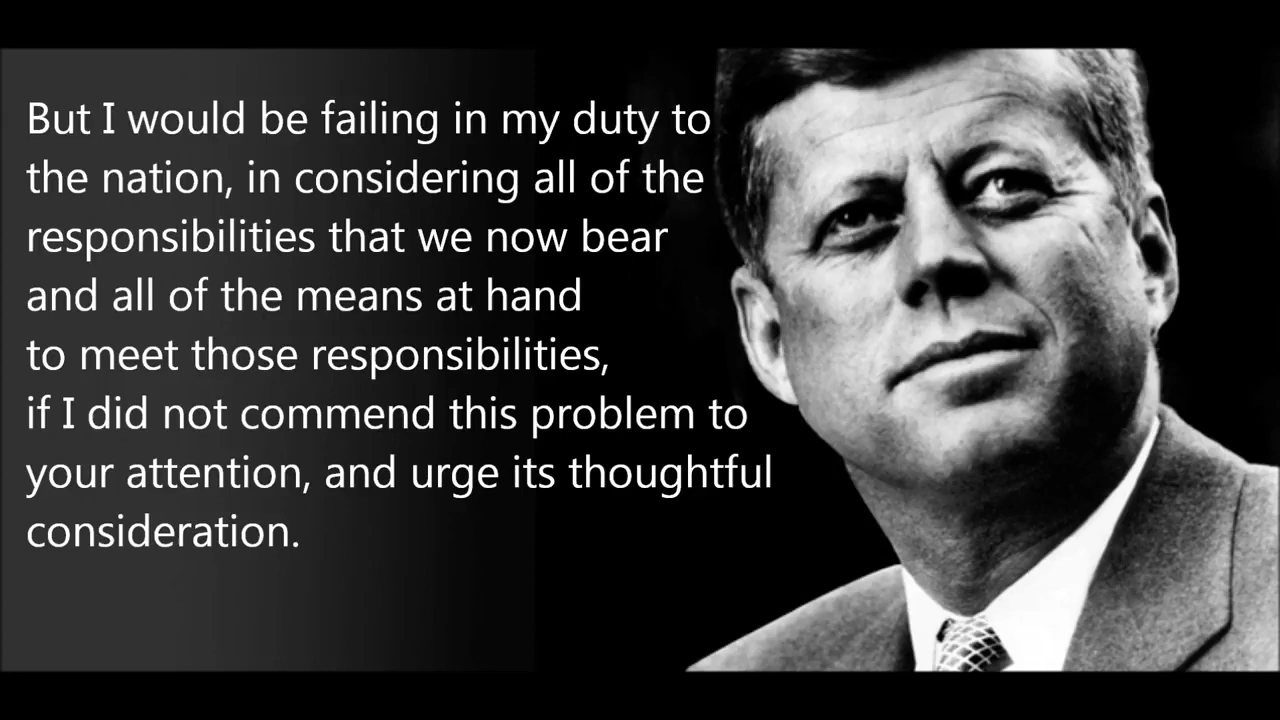 But I would be failing in my duty to
the nation, in considering all of the
responsibilities that we now bear
and all of the means at hand
to meet those responsibilities,
if I did not commend this problem to
your attention, and urge its thoughtful
consideration.